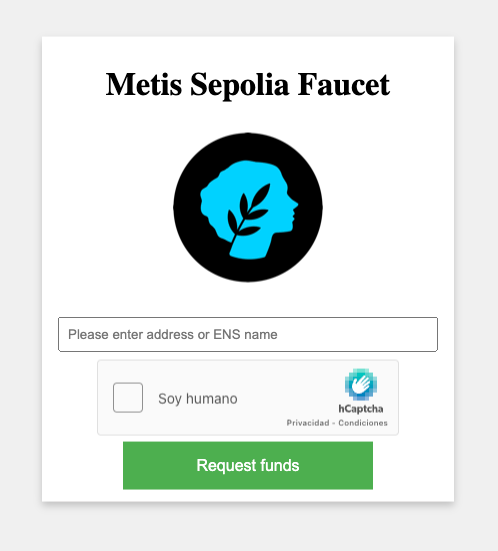 Metis Sepolia Faucet
Please enter address or ENS name
Soy humano
hCaptcha
Privacidad - Condiciones
Request funds